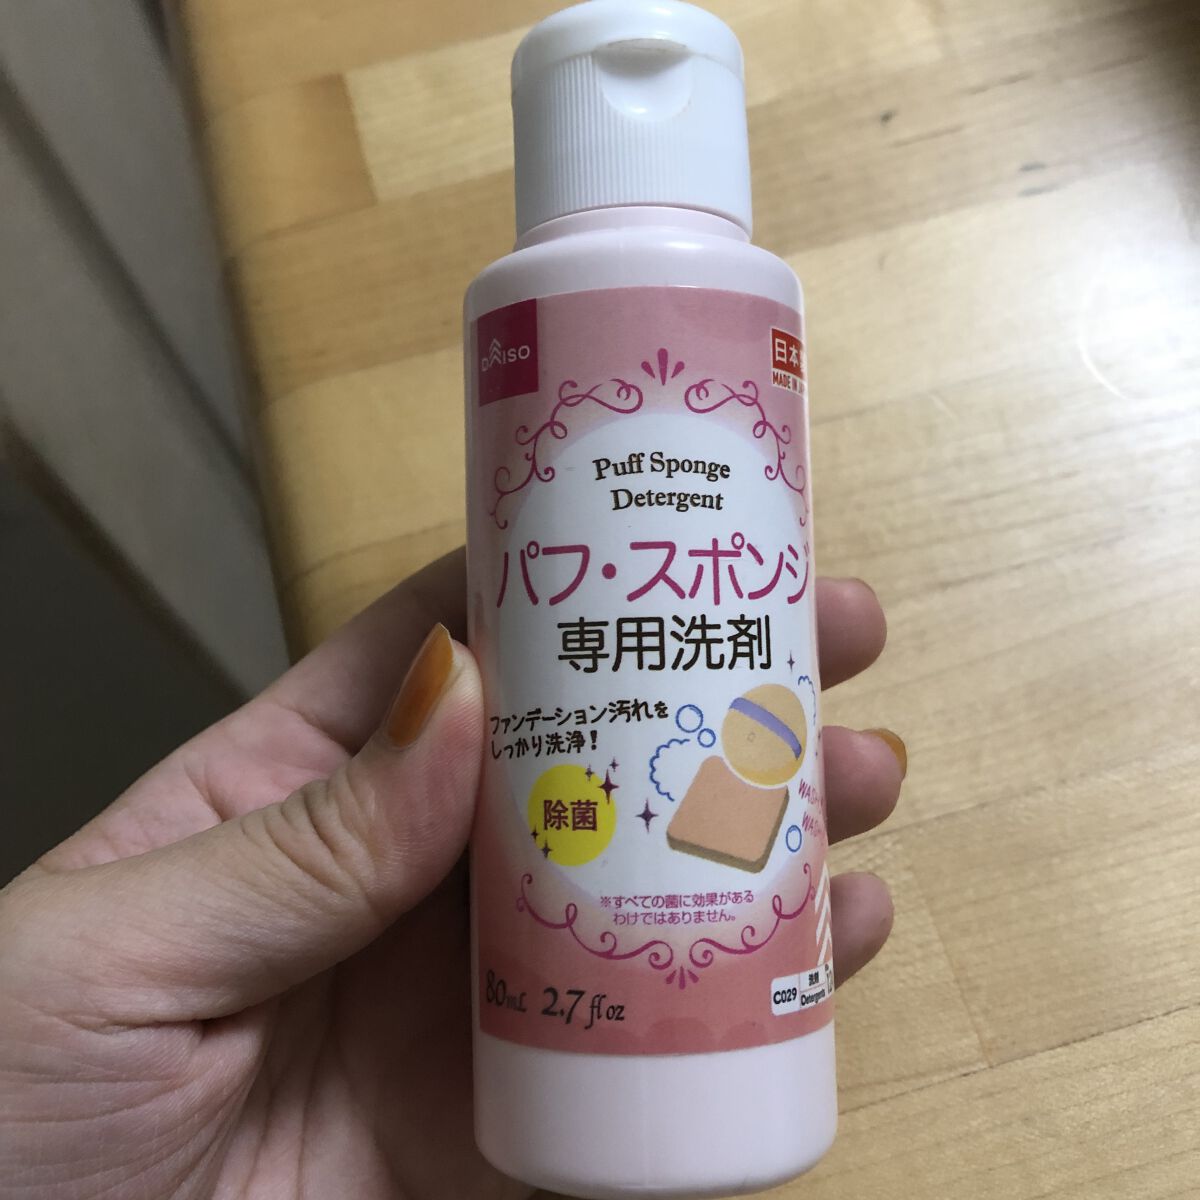 DAISO
日本製
MADE IN
Puff Sponge
Detergent
パフ・スポンジ
専用洗剤
ファンデーション汚れを
しっかり洗浄!
除菌
WASH
WASH
※すべての菌に効果がある
わけではありません。
80mL 2.7 fl oz
C029
洗剤
Detergents